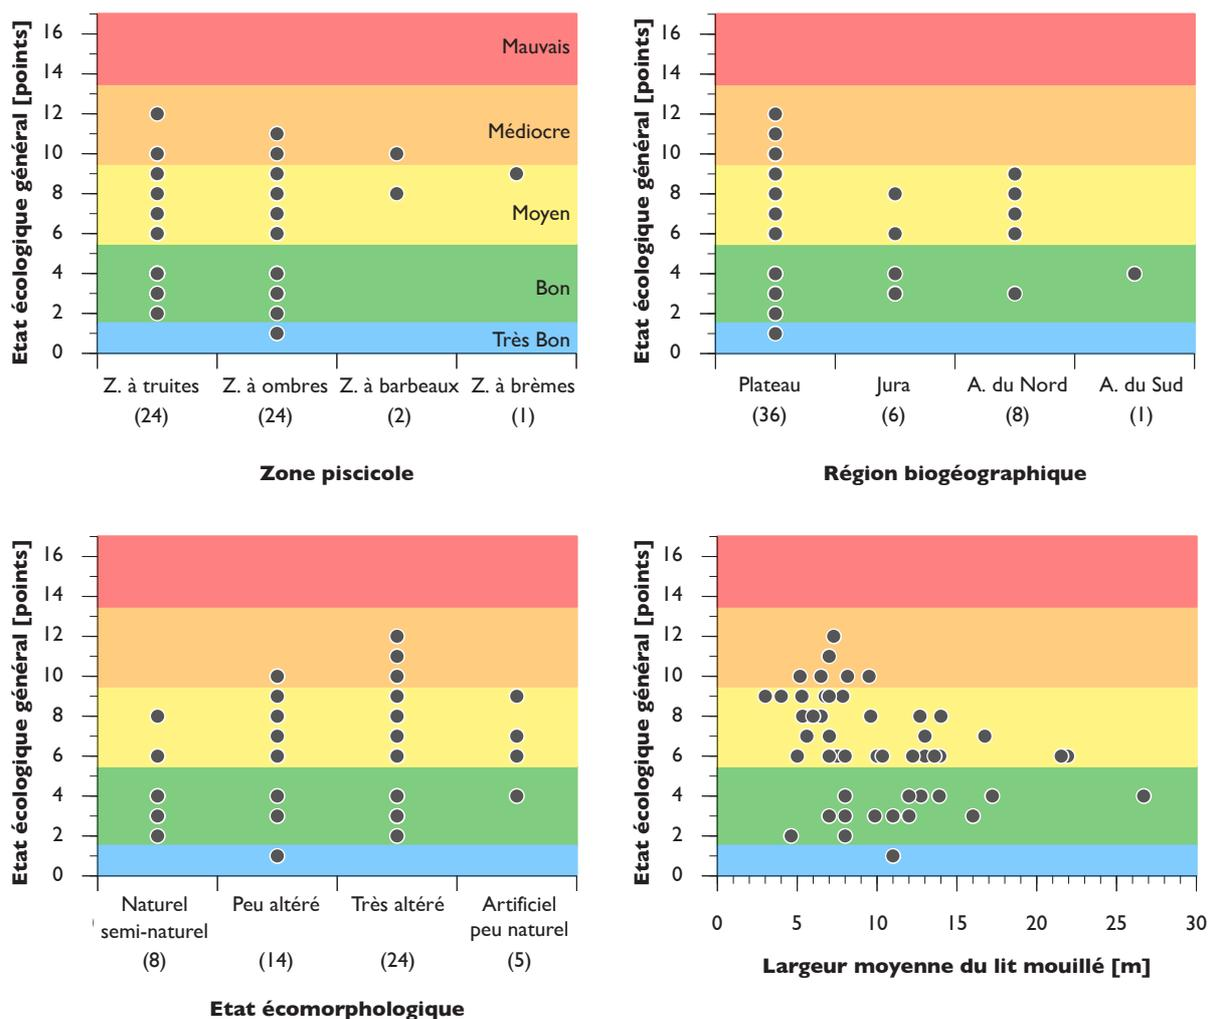 Etat écologique général [points]
16
14
12
10
8
6
4
2
0
Mauvais
Médiocre
Moyen
Bon
Très Bon
Z. à truites Z. à ombres Z. à barbeaux Z. à brèmes
(24) (24) (2) (1)
Zone piscicole
Etat écologique général [points]
16
14
12
10
8
6
4
2
0
Plateau Jura A. du Nord A. du Sud
(36) (6) (8) (1)
Région biogéographique
Etat écologique général [points]
16
14
12
10
8
6
4
2
0
Naturel Peu altéré Très altéré Artificiel
semi-naturel peu naturel
(8) (14) (24) (5)
Etat écomorphologique
Etat écologique général [points]
16
14
12
10
8
6
4
2
0
0 5 10 15 20 25 30
Largeur moyenne du lit mouillé [m]